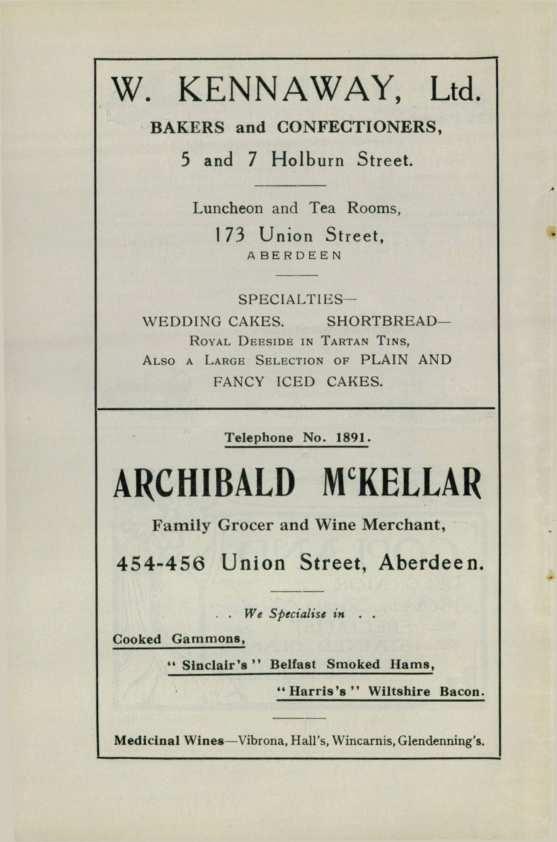 W. KENNAWAY, Ltd.
BAKERS and CONFECTIONERS,
5 and 7 Holburn Street.
Luncheon and Tea Rooms,
173 Union Street,
ABERDEEN
SPECIALTIES—
WEDDING CAKES. SHORTBREAD—
ROYAL DEESIDE IN TARTAN TINS,
ALSO A LARGE SELECTION OF PLAIN AND
FANCY ICED CAKES.
Telephone No. 1891.
ARCHIBALD McKELLAR
Family Grocer and Wine Merchant,
454-456 Union Street, Aberdeen.
. . We Specialise in . .
Cooked Gammons,
"Sinclair's" Belfast Smoked Hams,
"Harris's" Wiltshire Bacon.
Medicinal Wines—Vibrona, Hall's, Wincarnis, Glendenning's.